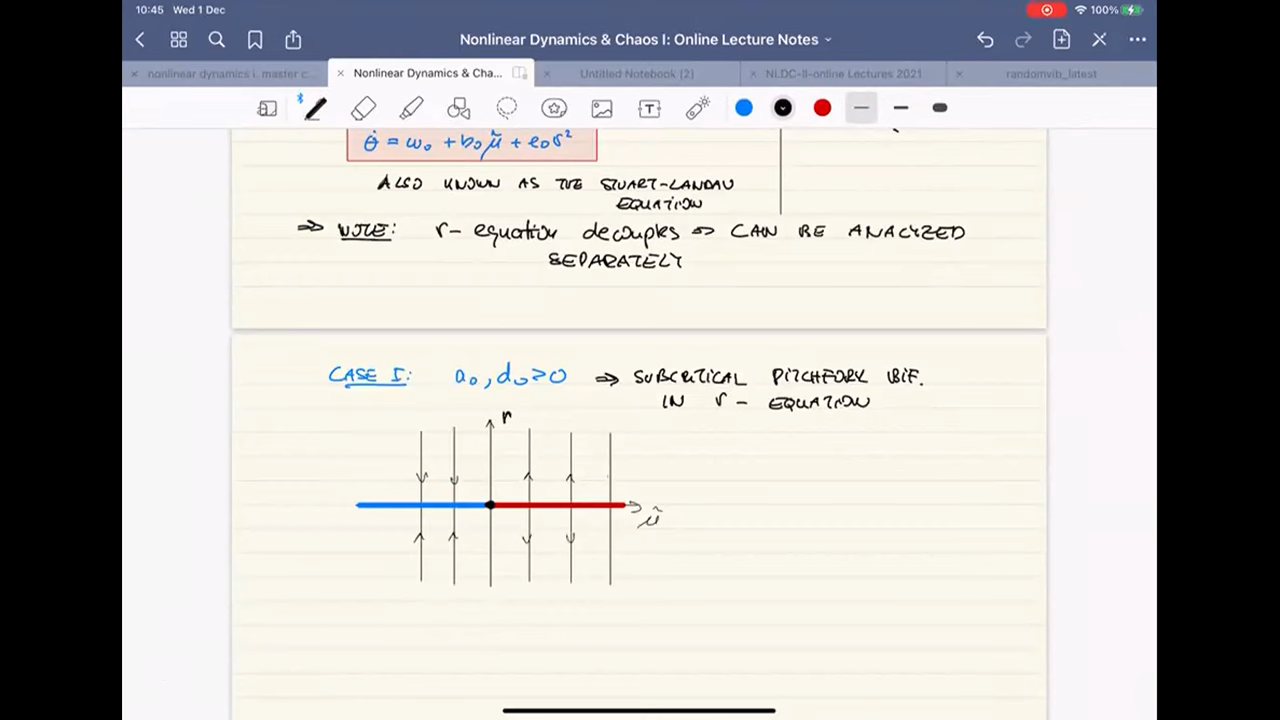 10:45 Wed 1 Dec
100%
Nonlinear Dynamics & Chaos I: Online Lecture Notes
nonlinear dynamics i. master c...
Nonlinear Dynamics & Cha...
Untitled Notebook (2)
NLDC-II-online Lectures 2021
randomvib_latest
θ̇ = ω₀ + b₀μ̃ + e₀r²
ALSO KNOWN AS THE STUART-LANDAU
EQUATION
⇒ NOTE: r- equation decouples ⇒ CAN BE ANALYZED
SEPARATELY
CASE I: a₀, d₀>0 ⇒ SUBCRITICAL PITCHFORK BIF.
IN r - EQUATION
r
μ̃